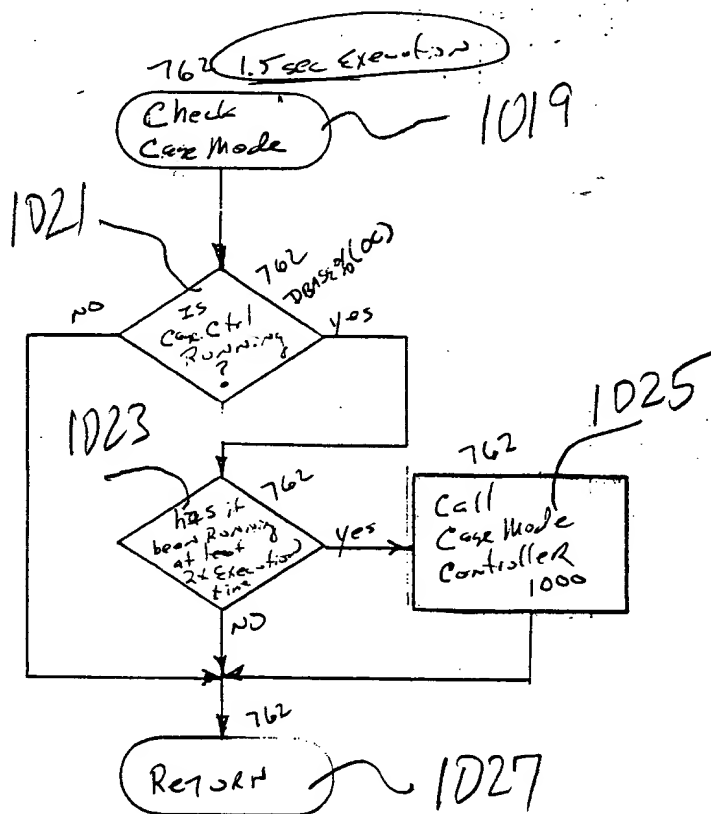 762 1.5 sec Execution
Check
Case Mode
1019
1021
762
DBASE%(OC)
NO
Is
Case.Ctrl
Running
?
yes
1023
762
1025
762
has it
been Running
at least
2x Execution
time
yes
Call
Case Mode
Controller
1000
NO
762
Return
1027